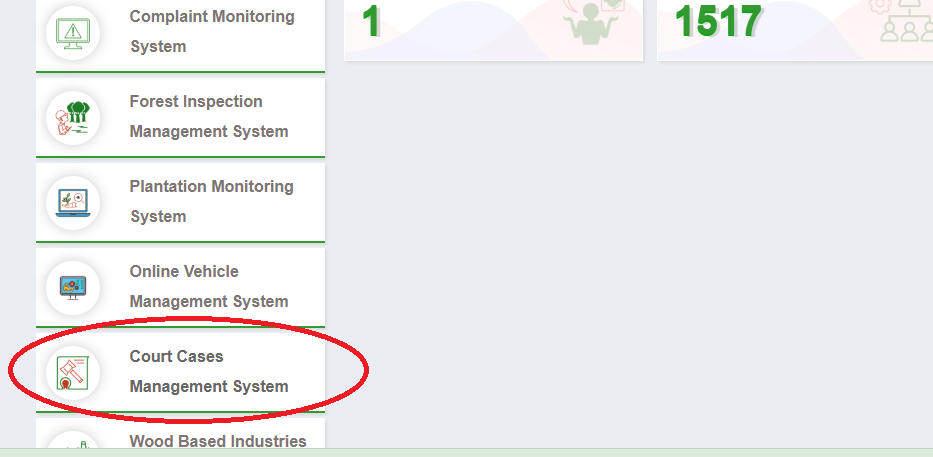 Complaint Monitoring
System
1
1517
Forest Inspection
Management System
Plantation Monitoring
System
Online Vehicle
Management System
Court Cases
Management System
Wood Based Industries